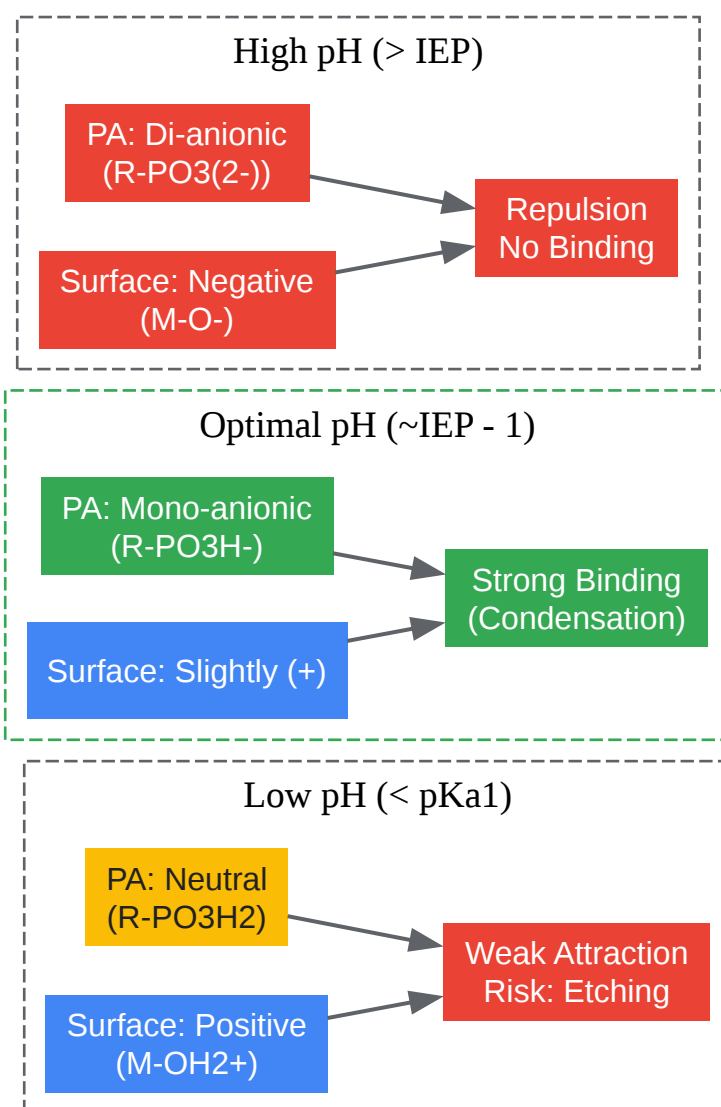 High pH (> IEP)
PA: Di-anionic
(R-PO3(2-))
Surface: Negative
(M-O-)
Repulsion
No Binding
Optimal pH (~IEP - 1)
PA: Mono-anionic
(R-PO3H-)
Surface: Slightly (+)
Strong Binding
(Condensation)
Low pH (< pKa1)
PA: Neutral
(R-PO3H2)
Surface: Positive
(M-OH2+)
Weak Attraction
Risk: Etching